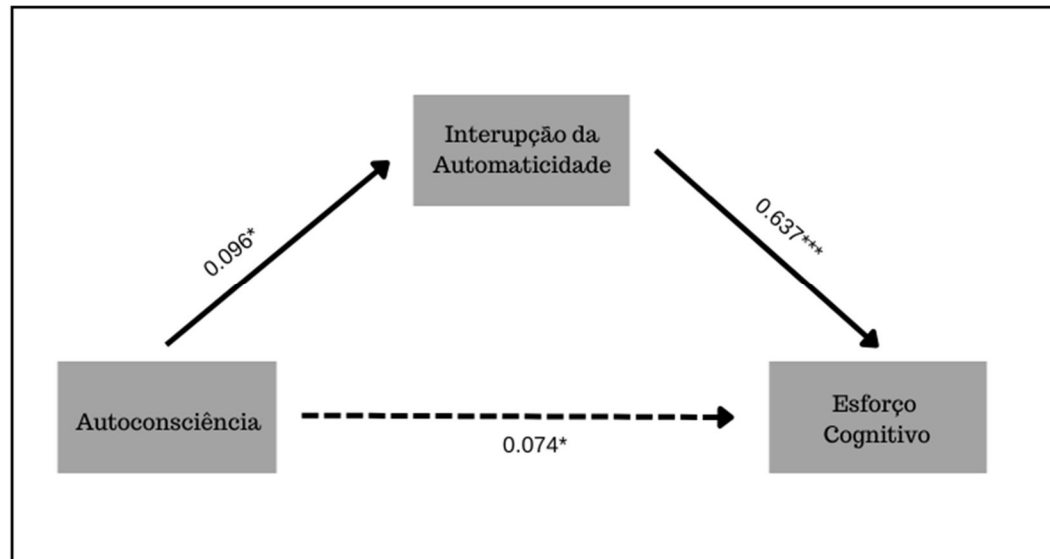 Interupção da
Automaticidade
0.096*
0.637***
Autoconsciência
0.074*
Esforço
Cognitivo